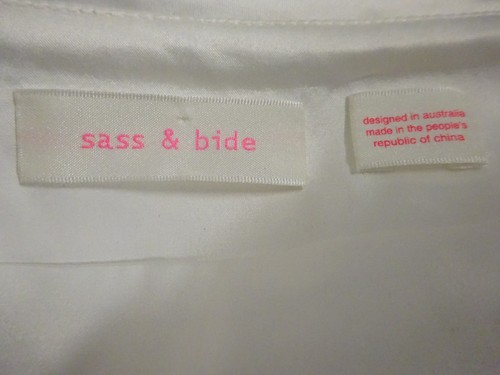 sass & bide
designed in australia
made in the people's
republic of china